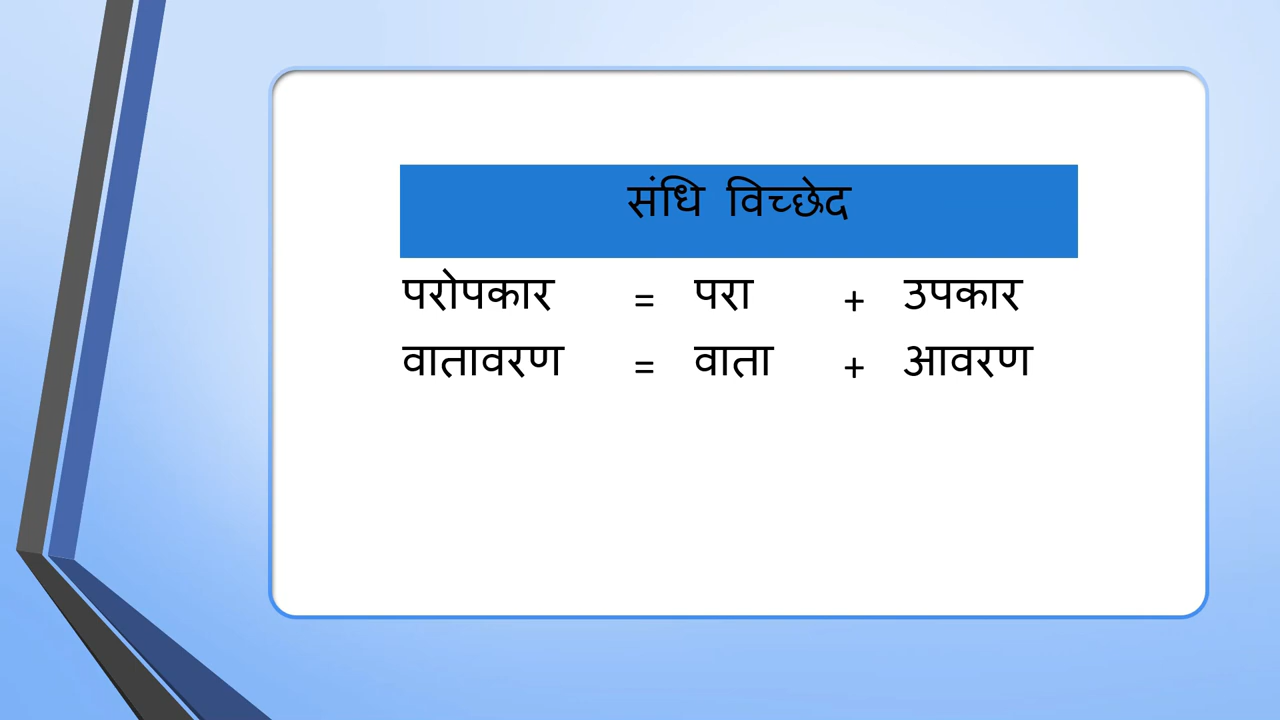 संधि विच्छेद
परोपकार = परा + उपकार
वातावरण = वाता + आवरण